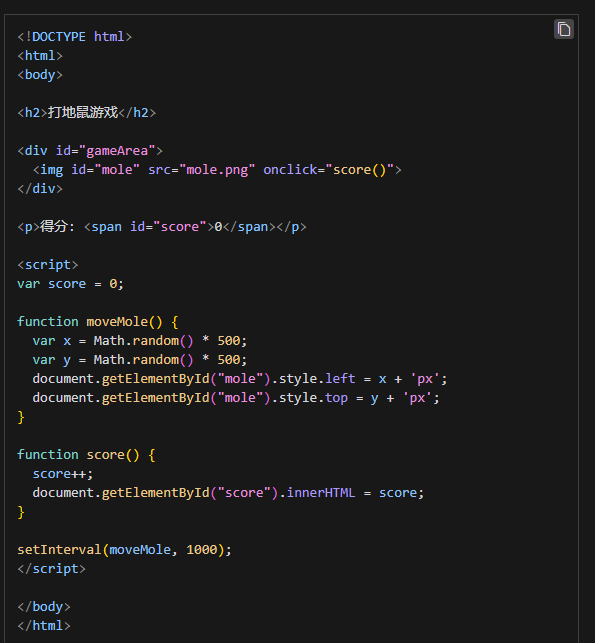 <!DOCTYPE html>
<html>
<body>
<h2>打地鼠游戏</h2>
<div id="gameArea">
  <img id="mole" src="mole.png" onclick="score()">
</div>
<p>得分: <span id="score">0</span></p>
<script>
var score = 0;
function moveMole() {
  var x = Math.random() * 500;
  var y = Math.random() * 500;
  document.getElementById("mole").style.left = x + 'px';
  document.getElementById("mole").style.top = y + 'px';
}
function score() {
  score++;
  document.getElementById("score").innerHTML = score;
}
setInterval(moveMole, 1000);
</script>
</body>
</html>